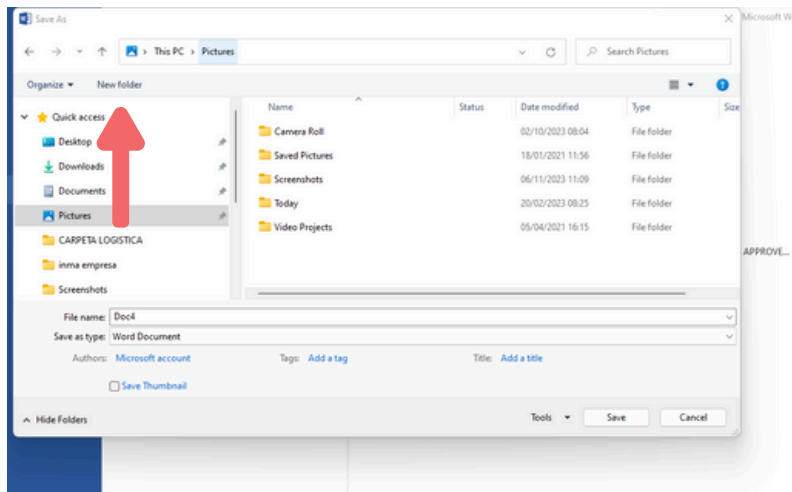 Save As
Microsoft W
This PC > Pictures
Search Pictures
Organize
New folder
Name
Status
Date modified
Type
Size
Quick access
Desktop
Downloads
Documents
Pictures
CARPETA LOGISTICA
inma empresa
Screenshots
Camera Roll 02/10/2023 08:04 File folder
Saved Pictures 18/01/2021 11:56 File folder
Screenshots 06/11/2023 11:09 File folder
Today 20/02/2023 08:25 File folder
Video Projects 05/04/2021 16:15 File folder
APPROVE...
File name: Doc4
Save as type: Word Document
Authors: Microsoft account
Tags: Add a tag
Title: Add a title
Save Thumbnail
Hide Folders
Tools
Save
Cancel